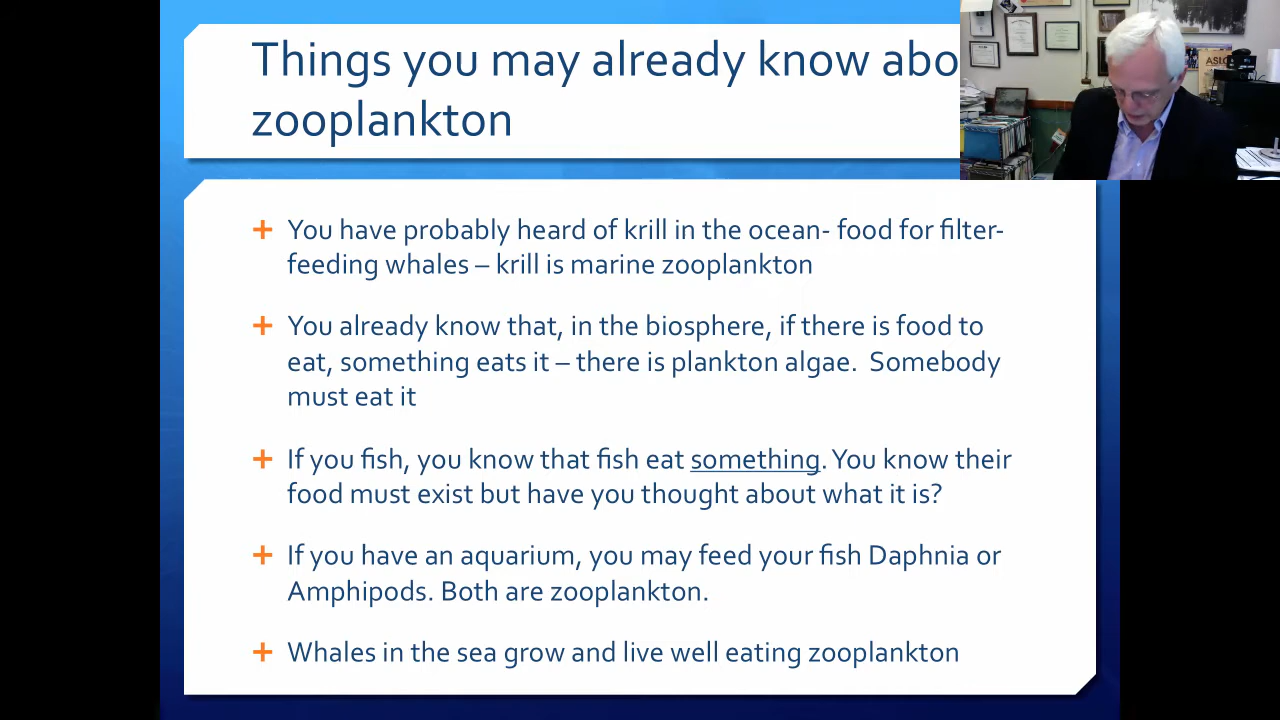 Things you may already know abo
zooplankton
ASLO
+ You have probably heard of krill in the ocean- food for filter-
feeding whales – krill is marine zooplankton
+ You already know that, in the biosphere, if there is food to
eat, something eats it – there is plankton algae.  Somebody
must eat it
+ If you fish, you know that fish eat something. You know their
food must exist but have you thought about what it is?
+ If you have an aquarium, you may feed your fish Daphnia or
Amphipods. Both are zooplankton.
+ Whales in the sea grow and live well eating zooplankton